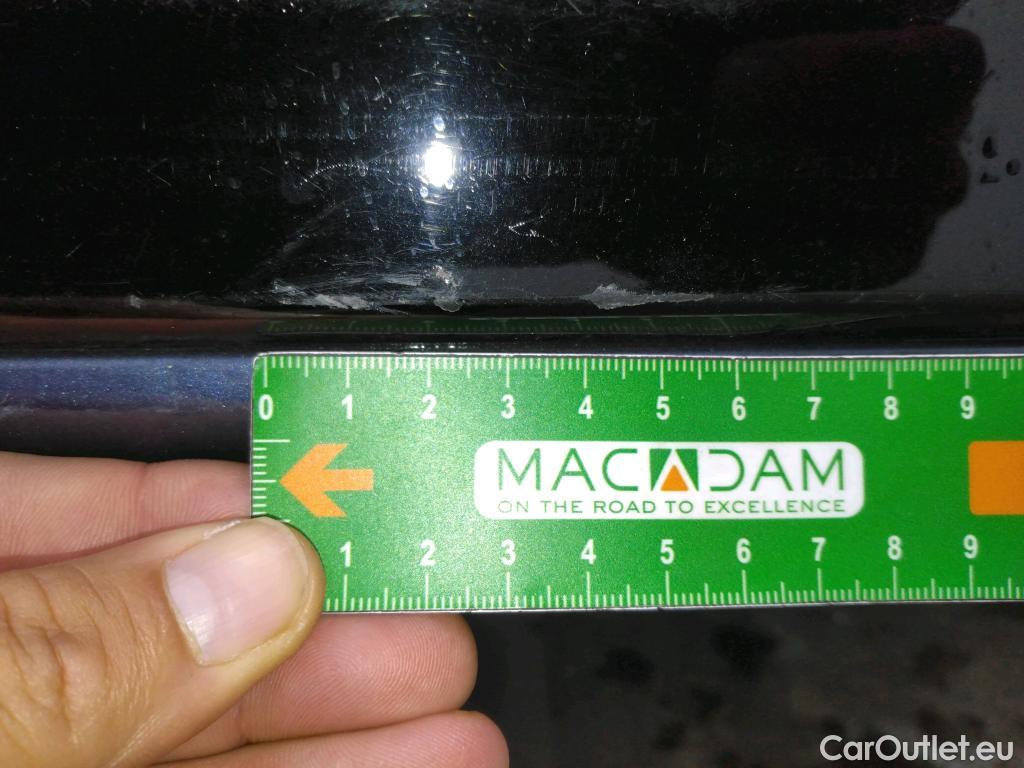 0 1 2 3 4 5 6 7 8 9
MACADAM
ON THE ROAD TO EXCELLENCE
1 2 3 4 5 6 7 8 9
CarOutlet.eu